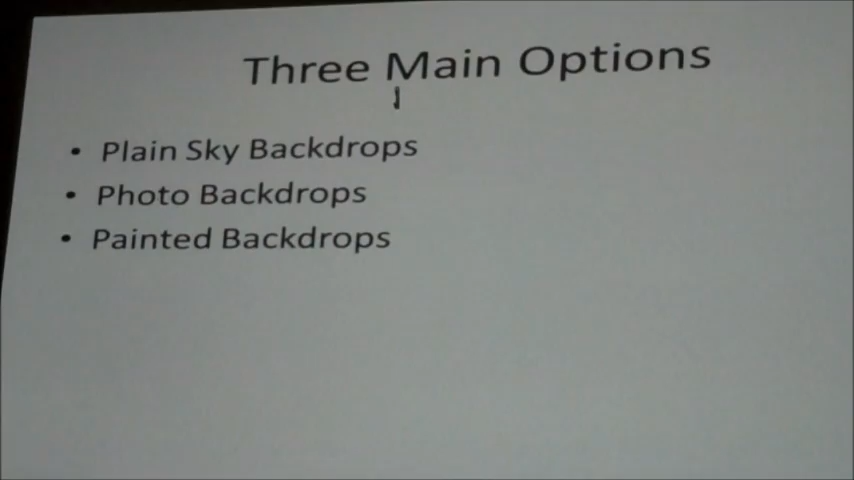 Three Main Options
• Plain Sky Backdrops
• Photo Backdrops
• Painted Backdrops